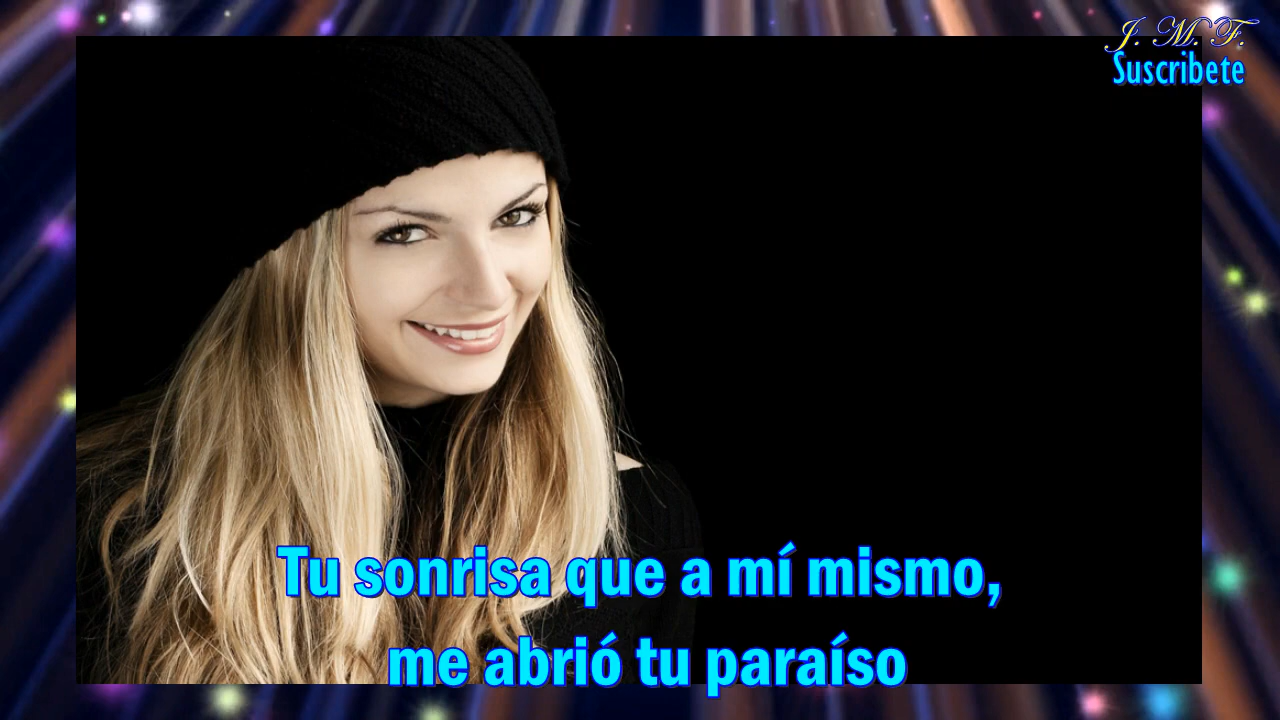 J. M. F.
Suscribete
Tu sonrisa que a mí mismo,
me abrió tu paraíso